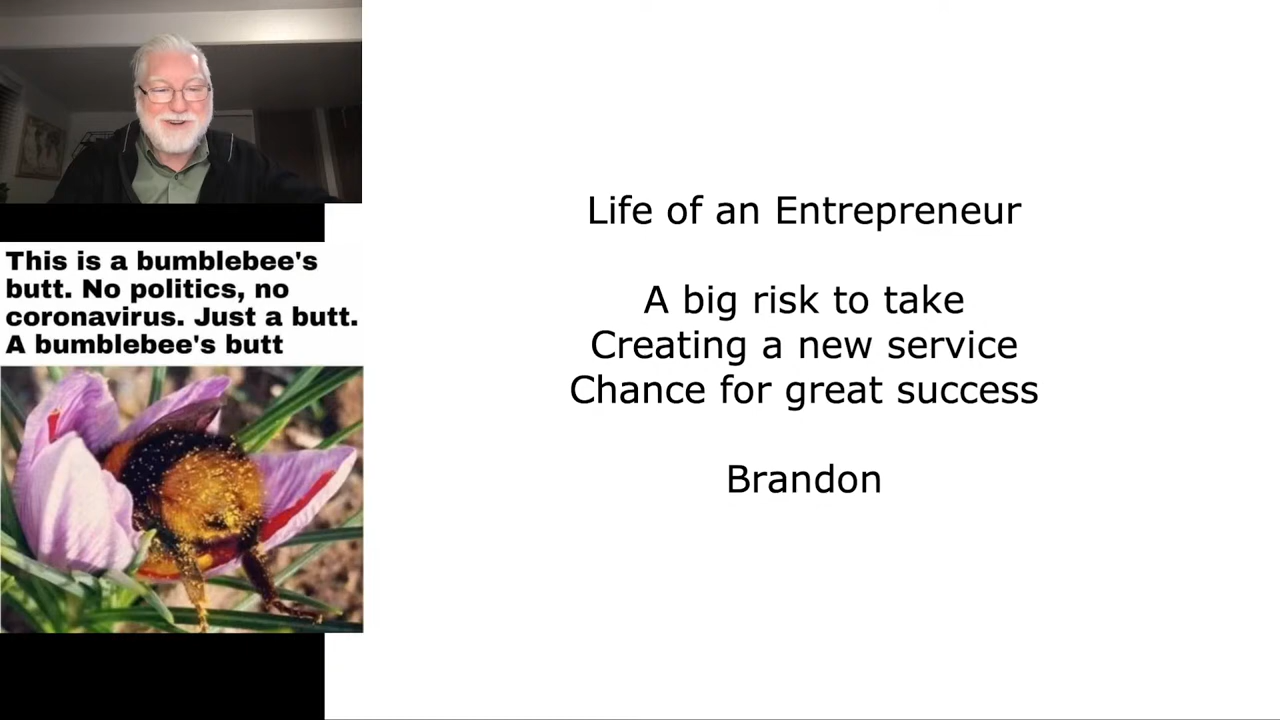 This is a bumblebee's
butt. No politics, no
coronavirus. Just a butt.
A bumblebee's butt
Life of an Entrepreneur
A big risk to take
Creating a new service
Chance for great success
Brandon